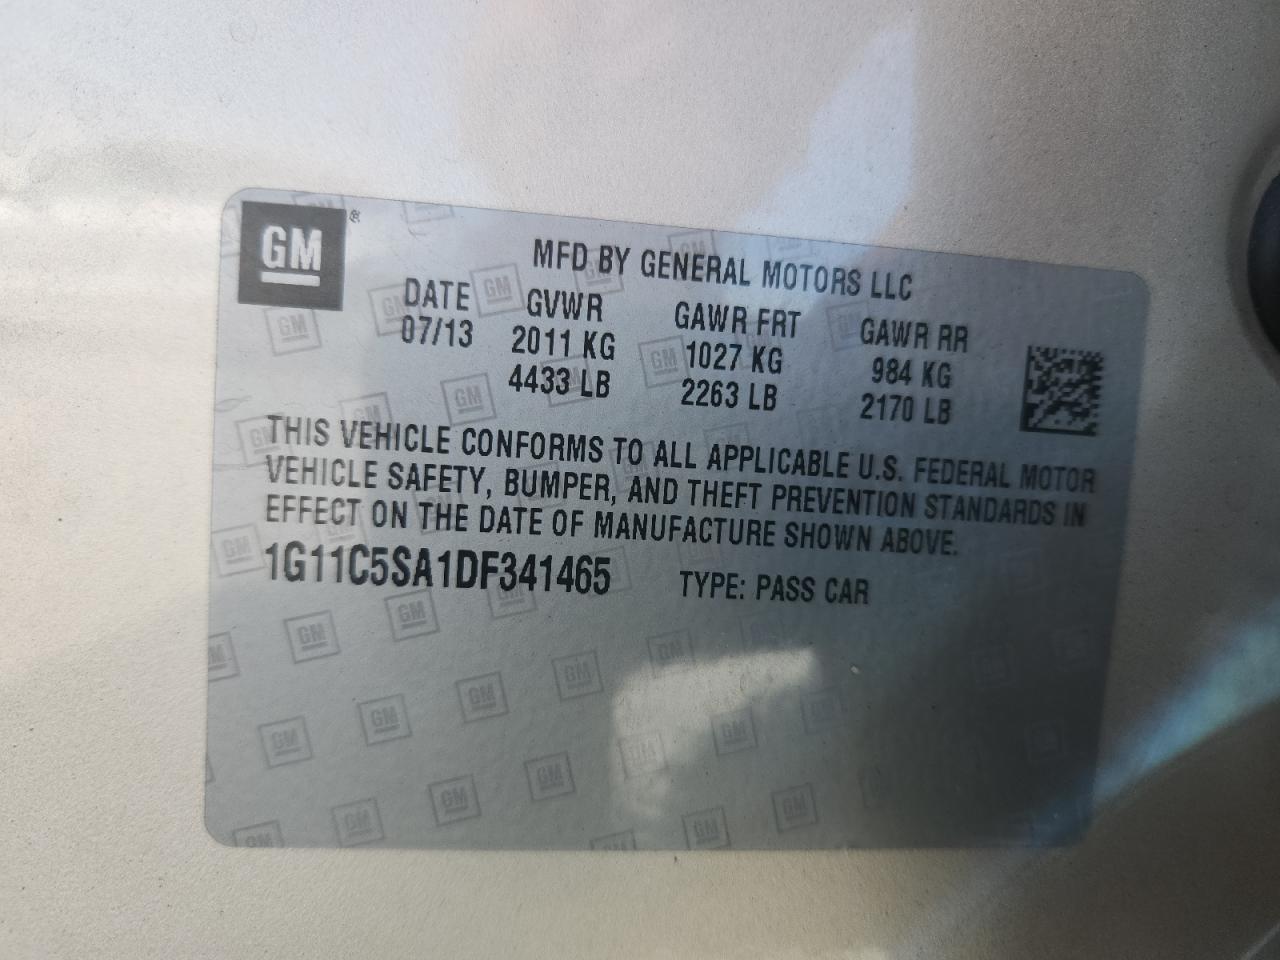 GM ®
MFD BY GENERAL MOTORS LLC
DATE GVWR GAWR FRT GAWR RR
07/13 2011 KG 1027 KG 984 KG
4433 LB 2263 LB 2170 LB
THIS VEHICLE CONFORMS TO ALL APPLICABLE U.S. FEDERAL MOTOR
VEHICLE SAFETY, BUMPER, AND THEFT PREVENTION STANDARDS IN
EFFECT ON THE DATE OF MANUFACTURE SHOWN ABOVE.
1G11C5SA1DF341465 TYPE: PASS CAR